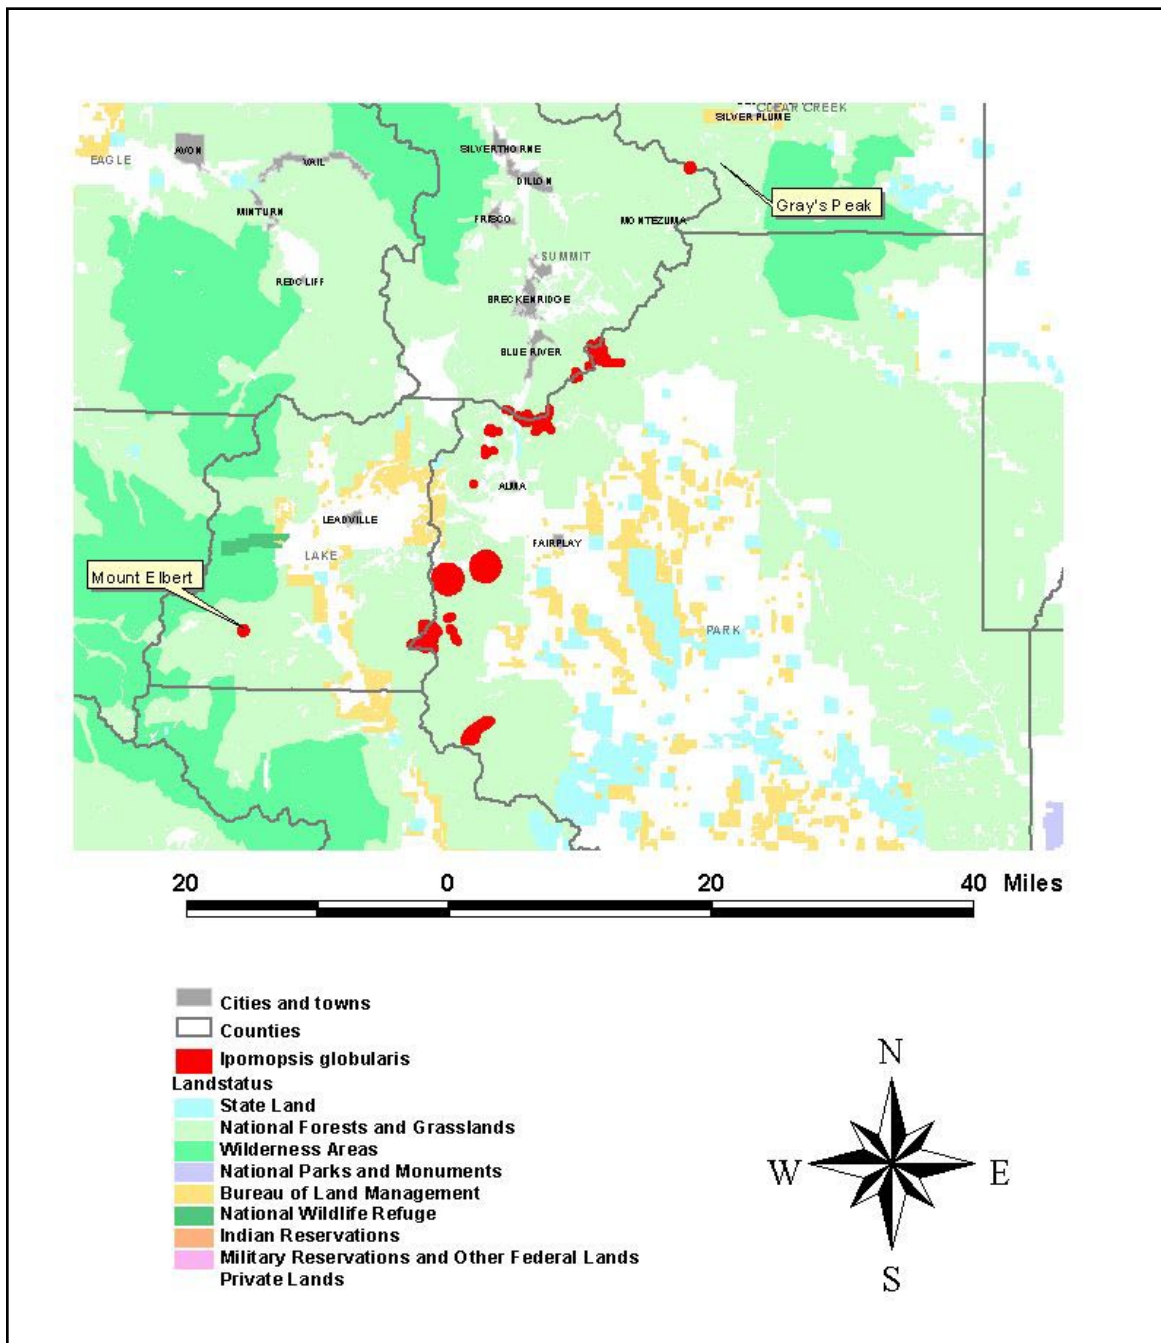 CLEAR CREEK
SILVER PLUME
SILVERTHORNE
AVON
EAGLE
VAIL
DILLON
Gray's Peak
MINTURN
FRISCO
MONTEZUMA
SUMMIT
REDCLIFF
BRECKENRIDGE
BLUE RIVER
ALMA
LEADVILLE
FAIRPLAY
LAKE
Mount Elbert
PARK
20 0 20 40 Miles
Cities and towns
Counties
Ipomopsis globularis
Landstatus
State Land
National Forests and Grasslands
Wilderness Areas
National Parks and Monuments
Bureau of Land Management
National Wildlife Refuge
Indian Reservations
Military Reservations and Other Federal Lands
Private Lands
N
W E
S